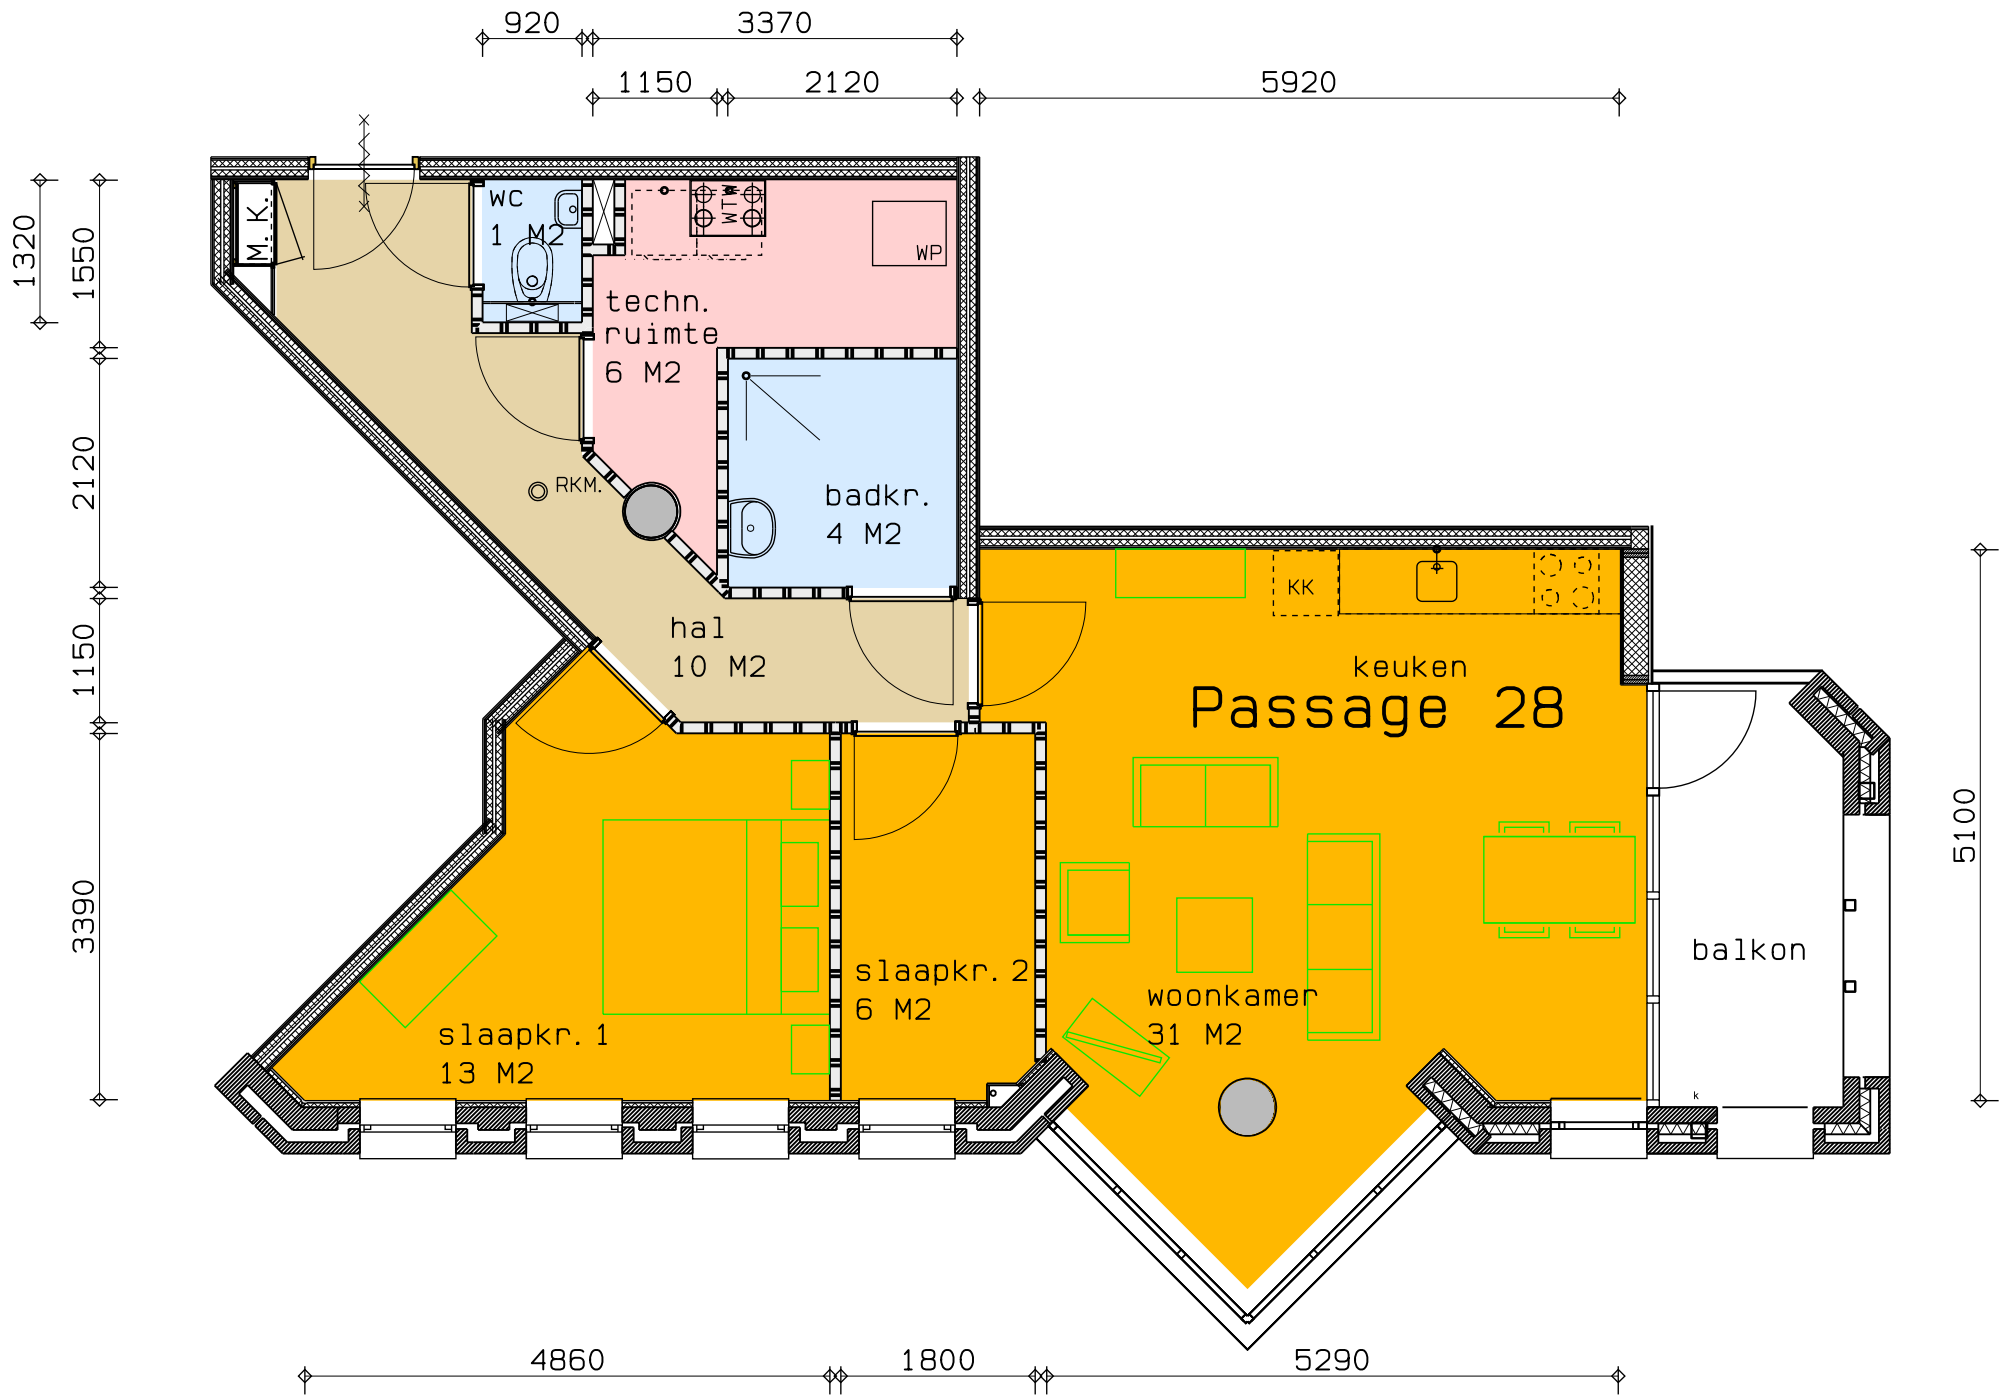 920
3370
1150
2120
5920
1320
1550
2120
1150
3390
5100
M.K.
WC
1 M2
WTW
WP
techn.
ruimte
6 M2
RKM.
badkr.
4 M2
hal
10 M2
KK
keuken
Passage 28
balkon
slaapkr. 2
6 M2
woonkamer
31 M2
slaapkr. 1
13 M2
k
4860
1800
5290